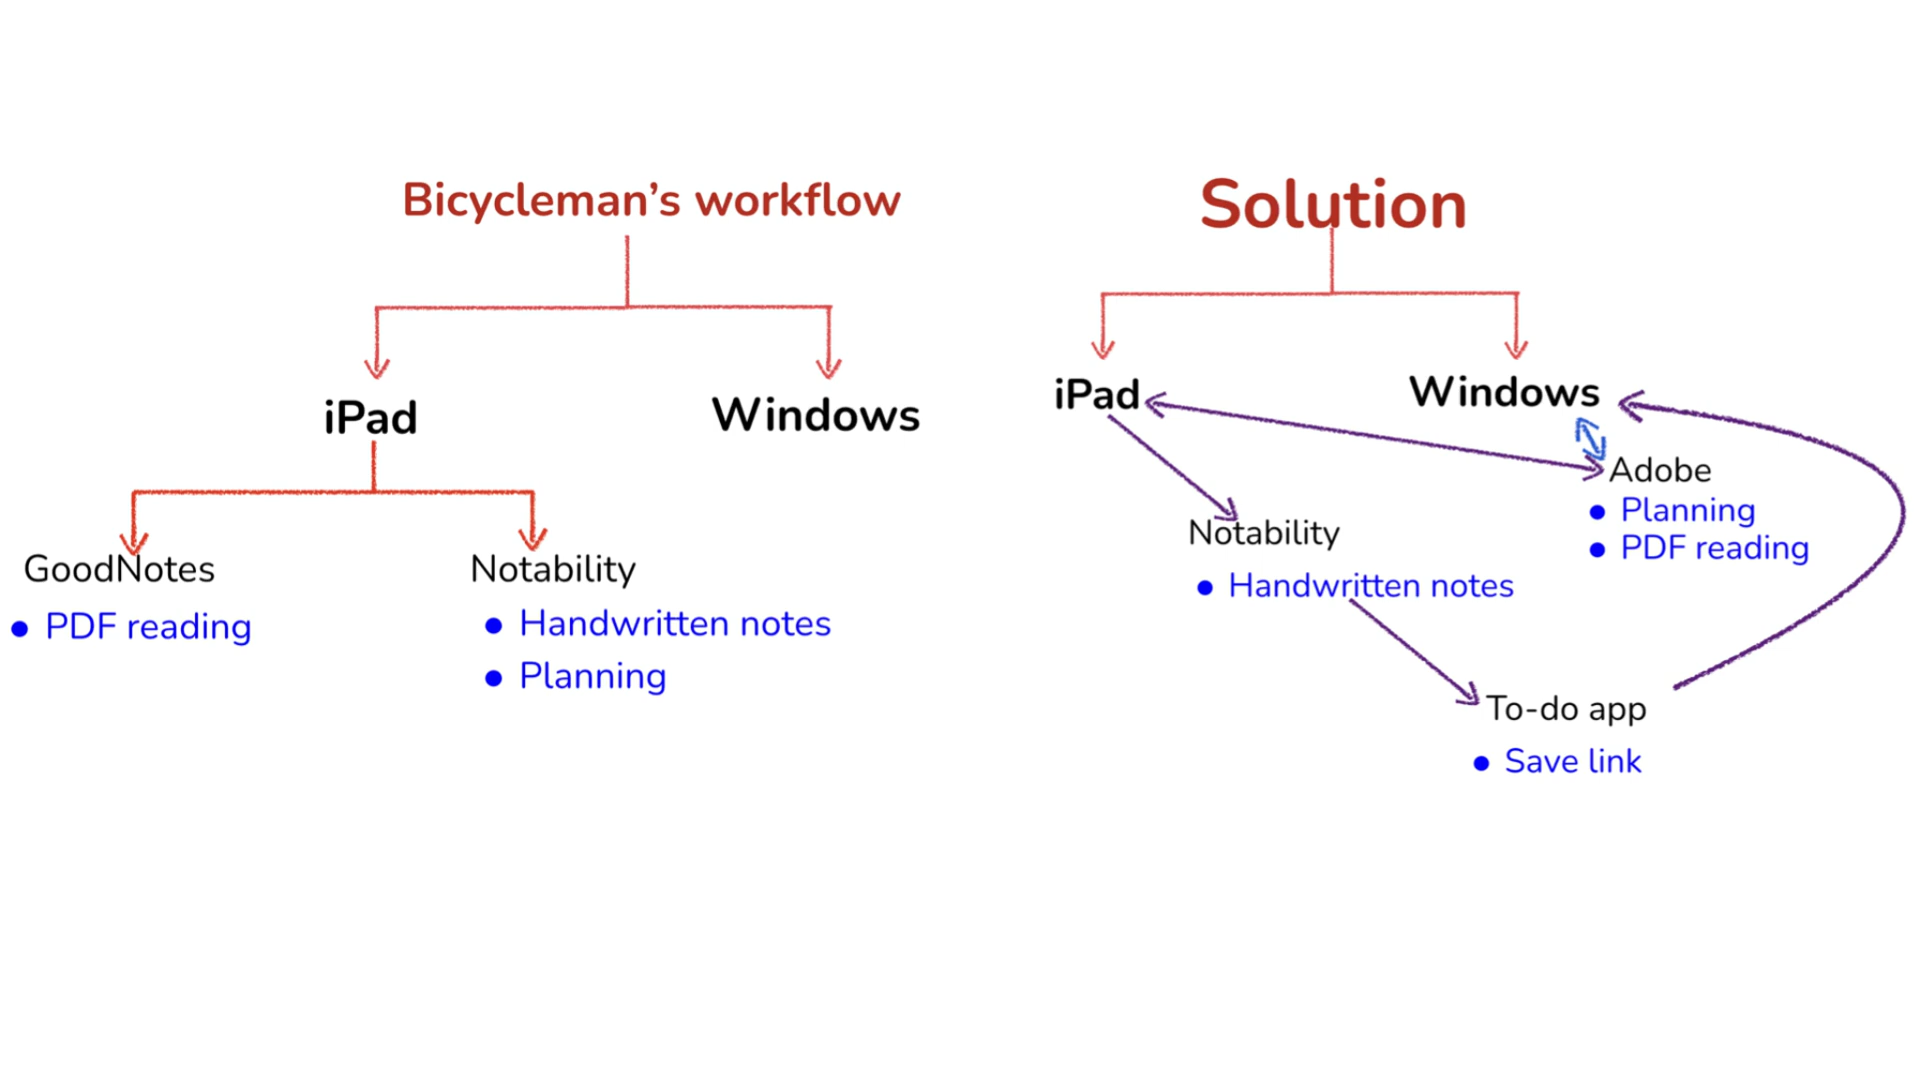 Bicycleman’s workflow
iPad
Windows
GoodNotes
• PDF reading
Notability
• Handwritten notes
• Planning
Solution
iPad
Windows
Adobe
• Planning
• PDF reading
Notability
• Handwritten notes
To-do app
• Save link